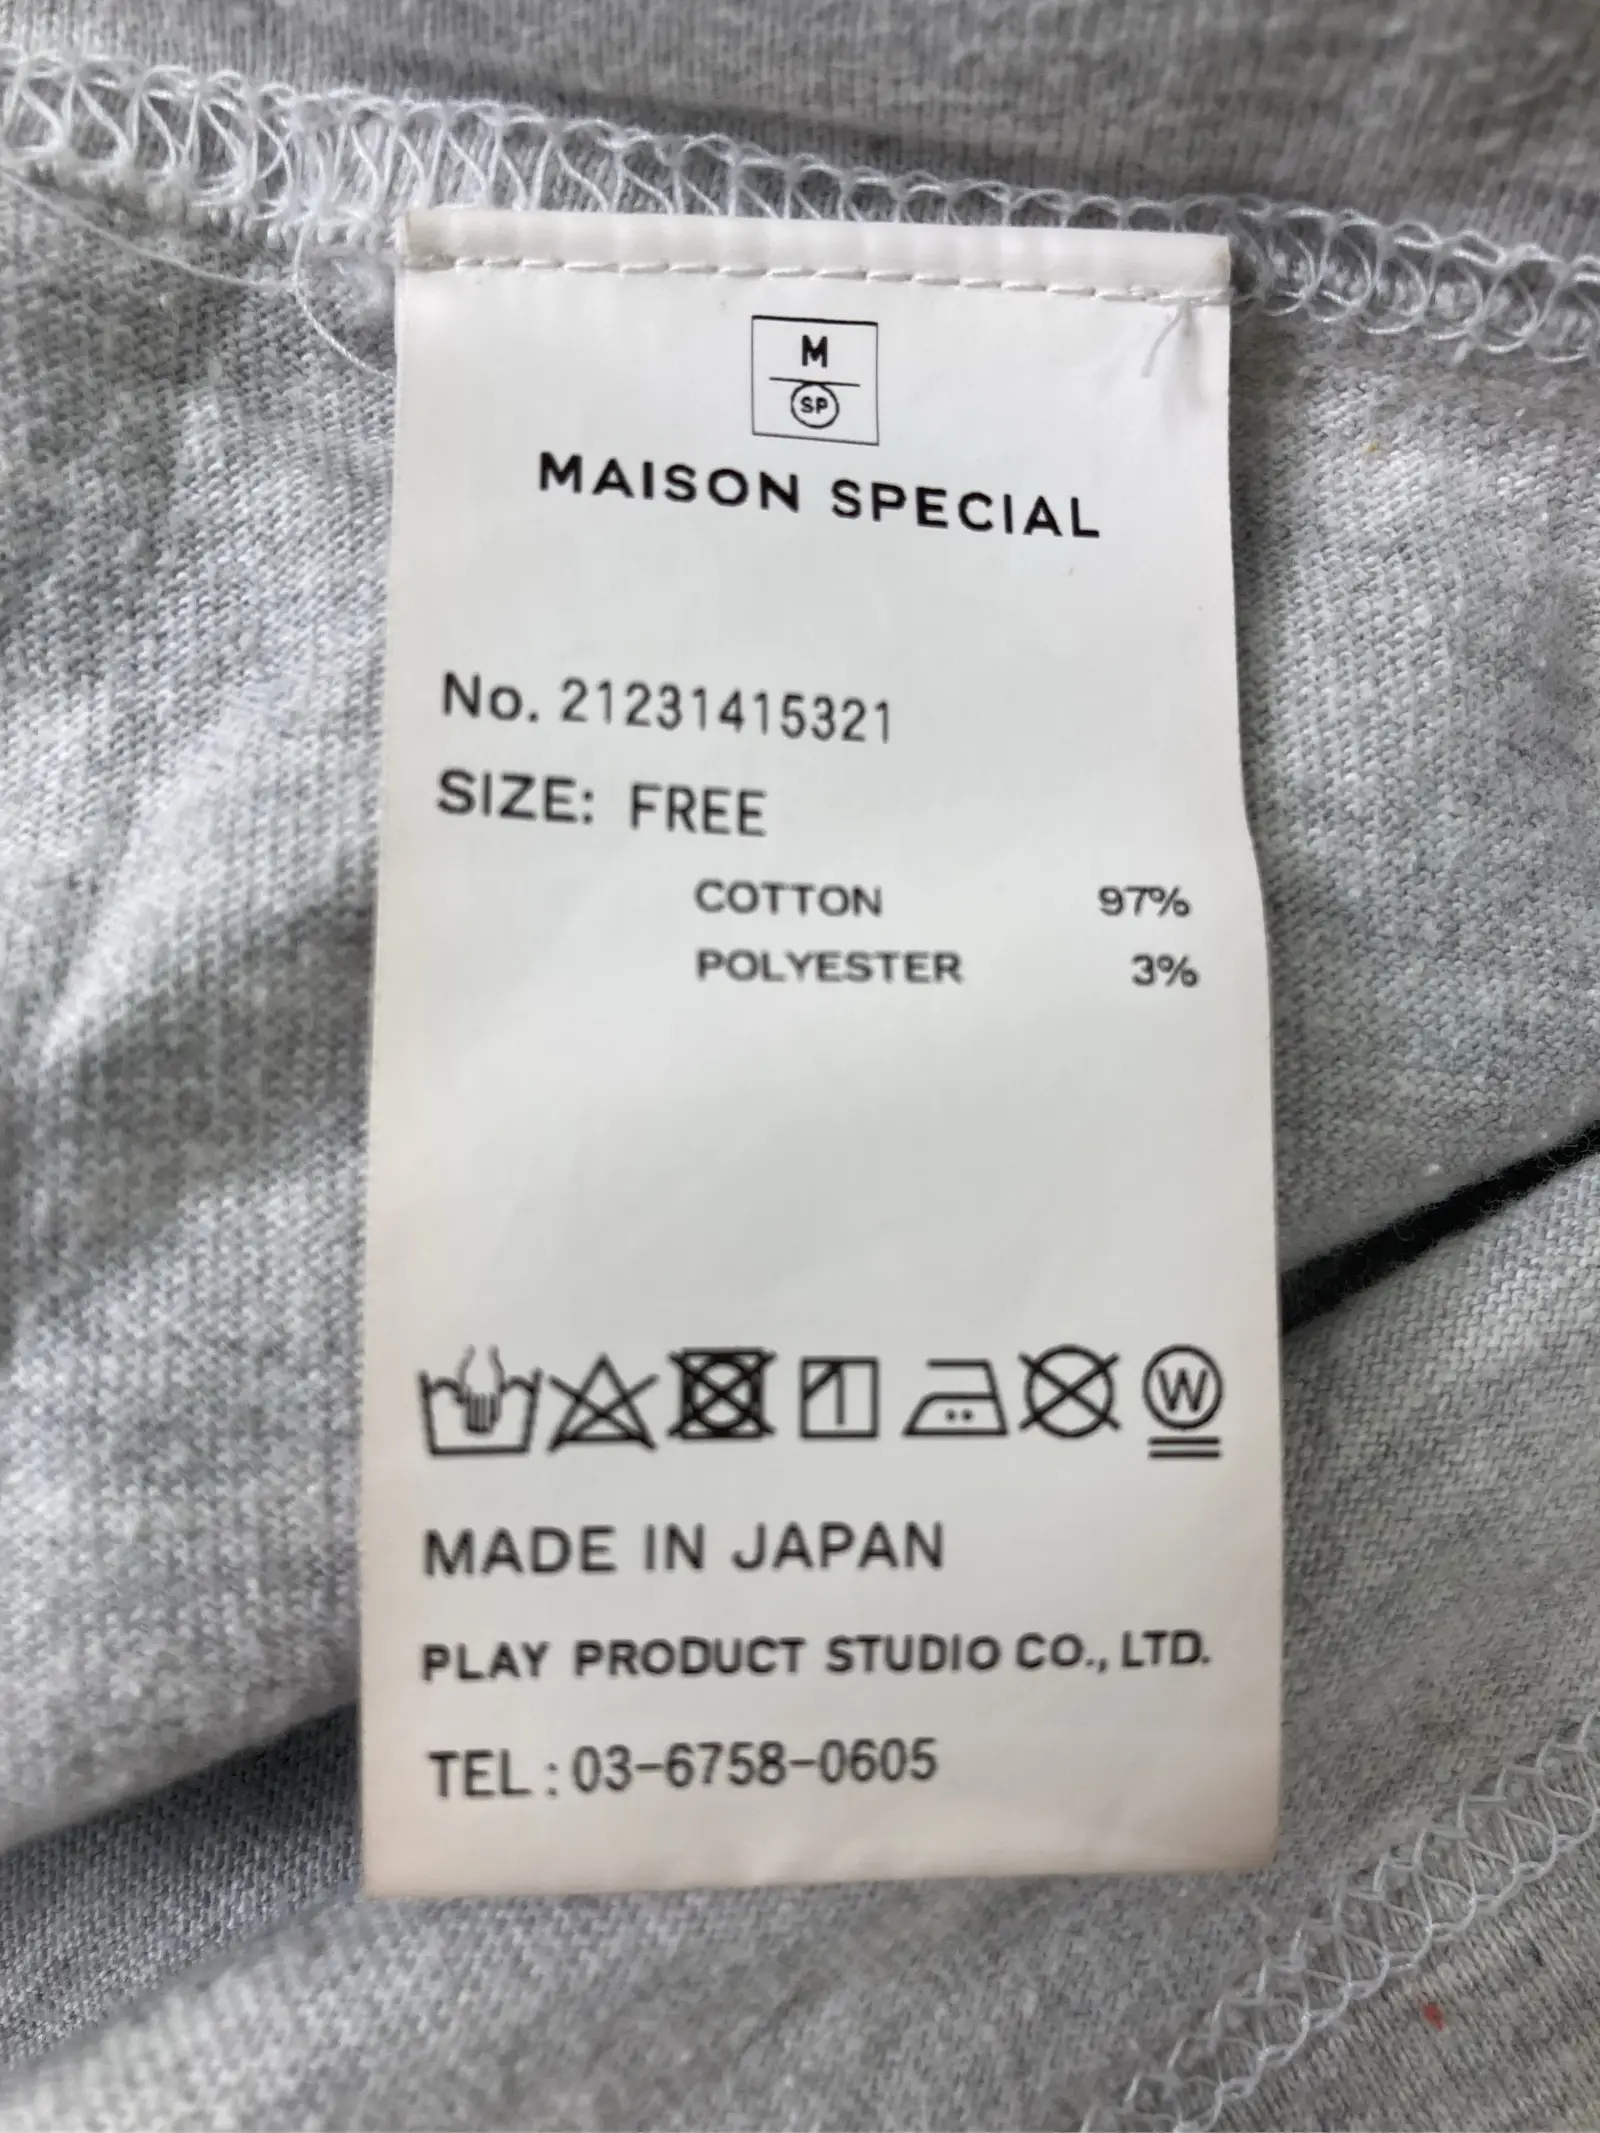 M
SP
MAISON SPECIAL
No. 21231415321
SIZE: FREE
COTTON 97%
POLYESTER 3%
W
MADE IN JAPAN
PLAY PRODUCT STUDIO CO., LTD.
TEL : 03-6758-0605